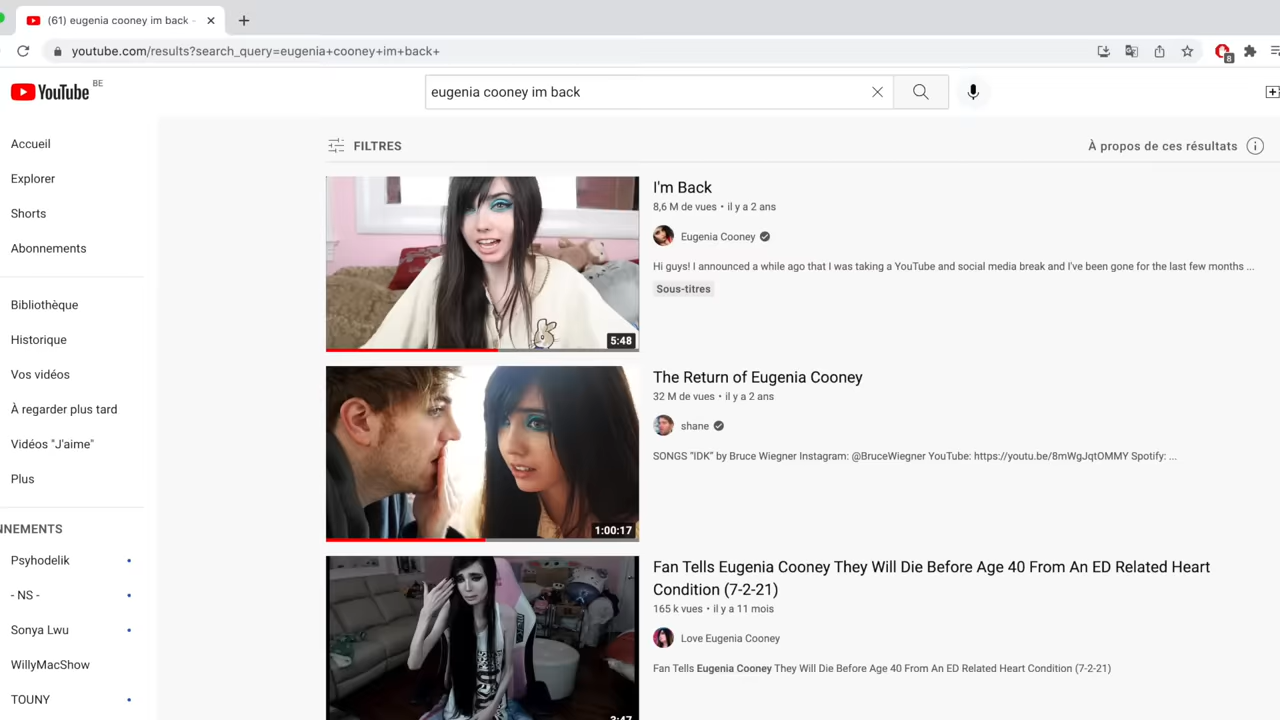 (61) eugenia cooney im back -
youtube.com/results?search_query=eugenia+cooney+im+back+
8
YouTube BE
eugenia cooney im back
Accueil
Explorer
Shorts
Abonnements
Bibliothèque
Historique
Vos vidéos
À regarder plus tard
Vidéos "J'aime"
Plus
NNEMENTS
Psyhodelik
- NS -
Sonya Lwu
WillyMacShow
TOUNY
FILTRES
À propos de ces résultats
5:48
I'm Back
8,6 M de vues • il y a 2 ans
Eugenia Cooney
Hi guys! I announced a while ago that I was taking a YouTube and social media break and I've been gone for the last few months ...
Sous-titres
1:00:17
The Return of Eugenia Cooney
32 M de vues • il y a 2 ans
shane
SONGS “IDK” by Bruce Wiegner Instagram: @BruceWiegner YouTube: https://youtu.be/8mWgJqtOMMY Spotify: ...
3:47
Fan Tells Eugenia Cooney They Will Die Before Age 40 From An ED Related Heart
Condition (7-2-21)
165 k vues • il y a 11 mois
Love Eugenia Cooney
Fan Tells Eugenia Cooney They Will Die Before Age 40 From An ED Related Heart Condition (7-2-21)